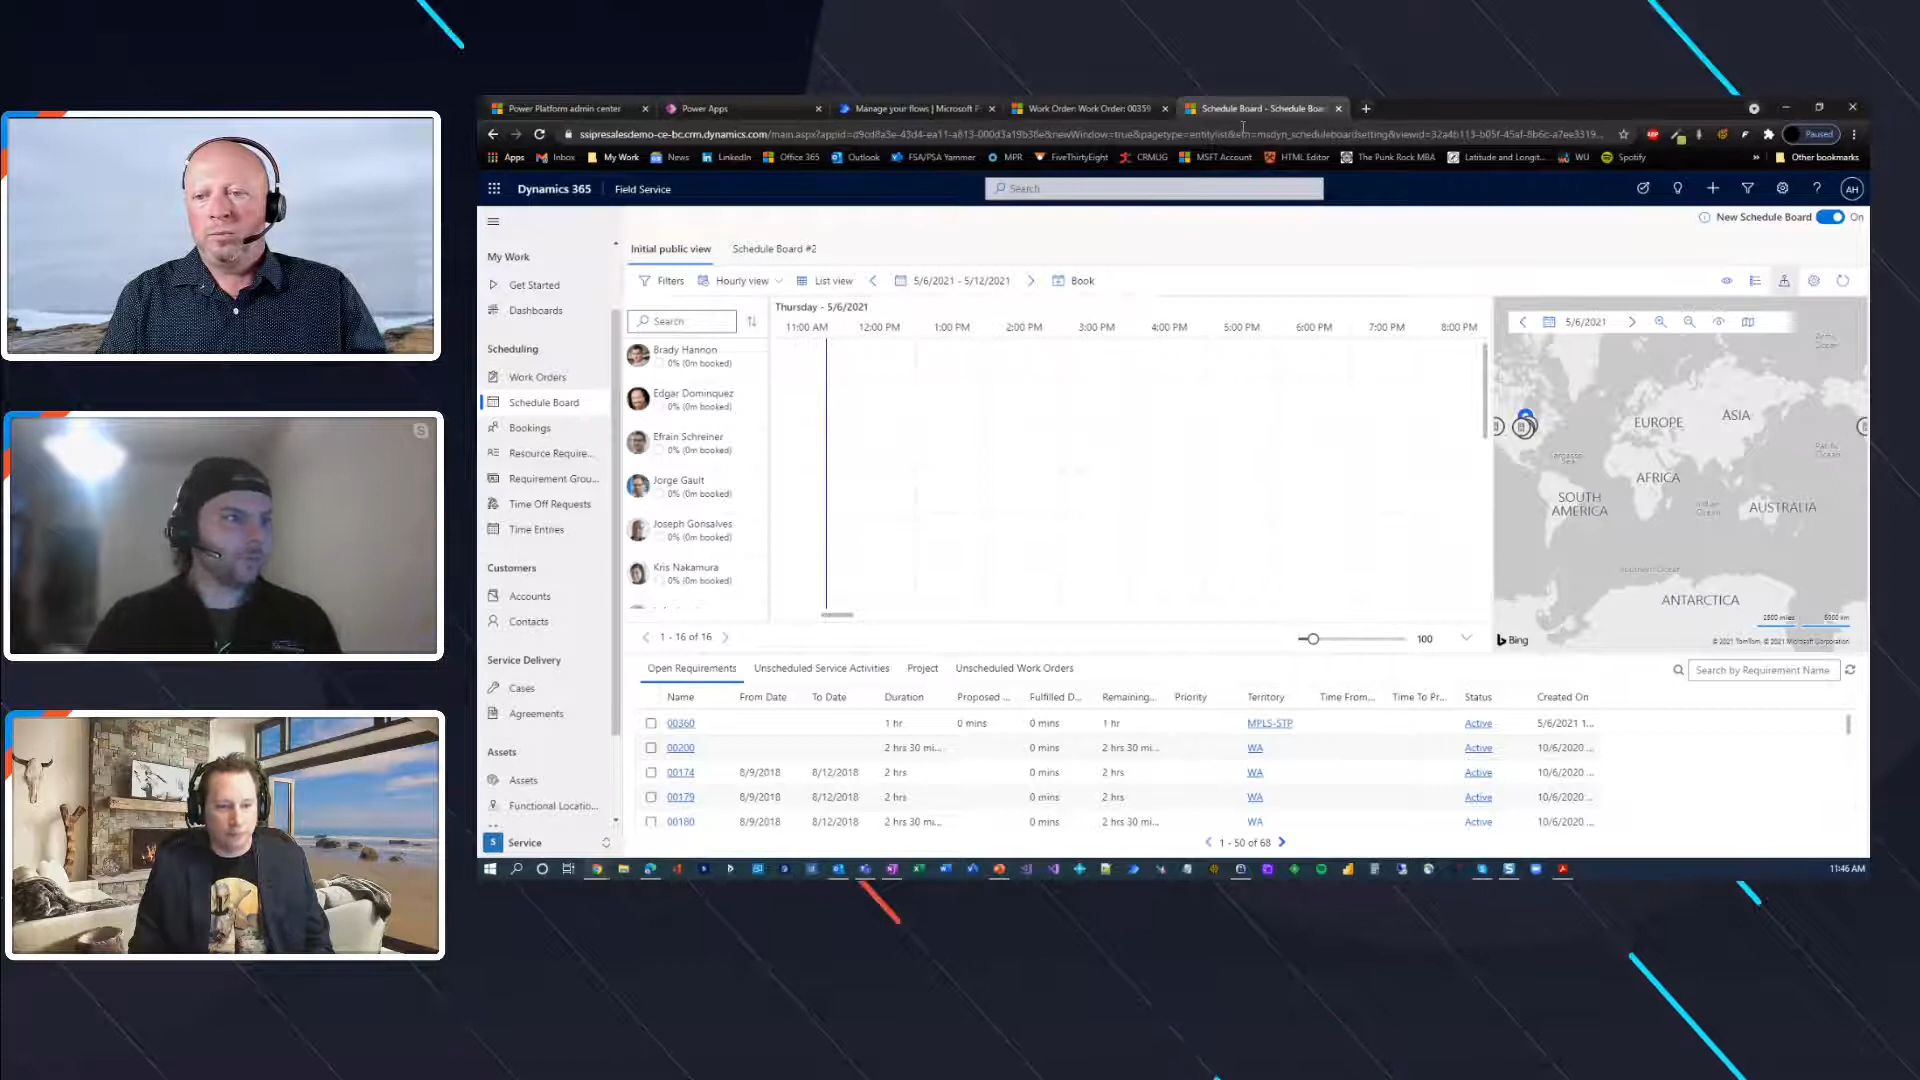 Power Platform admin center
Power Apps
Manage your flows | Microsoft P
Work Order: Work Order: 00359
Schedule Board - Schedule Boa
Paused
Apps
Inbox
My Work
News
LinkedIn
Office 365
Outlook
FSA/PSA Yammer
MPR
FiveThirtyEight
CRMUG
MSFT Account
HTML Editor
The Punk Rock MBA
Latitude and Longit...
WU
Spotify
Other bookmarks
Dynamics 365
Field Service
Search
AH
New Schedule Board
On
My Work
Get Started
Dashboards
Scheduling
Work Orders
Schedule Board
Bookings
Resource Require...
Requirement Grou...
Time Off Requests
Time Entries
Customers
Accounts
Contacts
Service Delivery
Cases
Agreements
Assets
Assets
Functional Locatio...
S Service
Initial public view
Schedule Board #2
Filters
Hourly view
List view
5/6/2021 - 5/12/2021
Book
Search
Thursday - 5/6/2021
11:00 AM 12:00 PM 1:00 PM 2:00 PM 3:00 PM 4:00 PM 5:00 PM 6:00 PM 7:00 PM 8:00 PM
Brady Hannon
0% (0m booked)
Edgar Dominquez
0% (0m booked)
Efrain Schreiner
0% (0m booked)
Jorge Gault
0% (0m booked)
Joseph Gonsalves
0% (0m booked)
Kris Nakamura
0% (0m booked)
1 - 16 of 16
100
5/6/2021
EUROPE
ASIA
AFRICA
SOUTH AMERICA
AUSTRALIA
Southern Ocean
ANTARCTICA
2500 miles
5000 km
Bing
© 2021 TomTom, © 2021 Microsoft Corporation
Open Requirements
Unscheduled Service Activities
Project
Unscheduled Work Orders
Search by Requirement Name
Name From Date To Date Duration Proposed ... Fulfilled D... Remaining... Priority Territory Time From... Time To Pr... Status Created On
00360 1 hr 0 mins 0 mins 1 hr MPLS-STP Active 5/6/2021 1...
00200 2 hrs 30 mi... 0 mins 2 hrs 30 mi... WA Active 10/6/2020 ...
00174 8/9/2018 8/12/2018 2 hrs 0 mins 2 hrs WA Active 10/6/2020 ...
00179 8/9/2018 8/12/2018 2 hrs 0 mins 2 hrs WA Active 10/6/2020 ...
00180 8/9/2018 8/12/2018 2 hrs 30 mi... 0 mins 2 hrs 30 mi... WA Active 10/6/2020 ...
1 - 50 of 68
11:46 AM